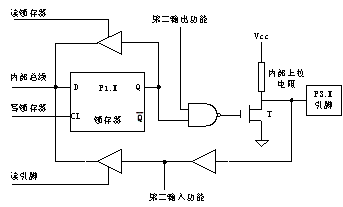 读锁存器
第二输出功能
Vcc
内部总线
D P1.X Q
内部上拉
电阻
P3.X
引脚
写锁存器
CL
锁存器
Q
T
读引脚
第二输入功能